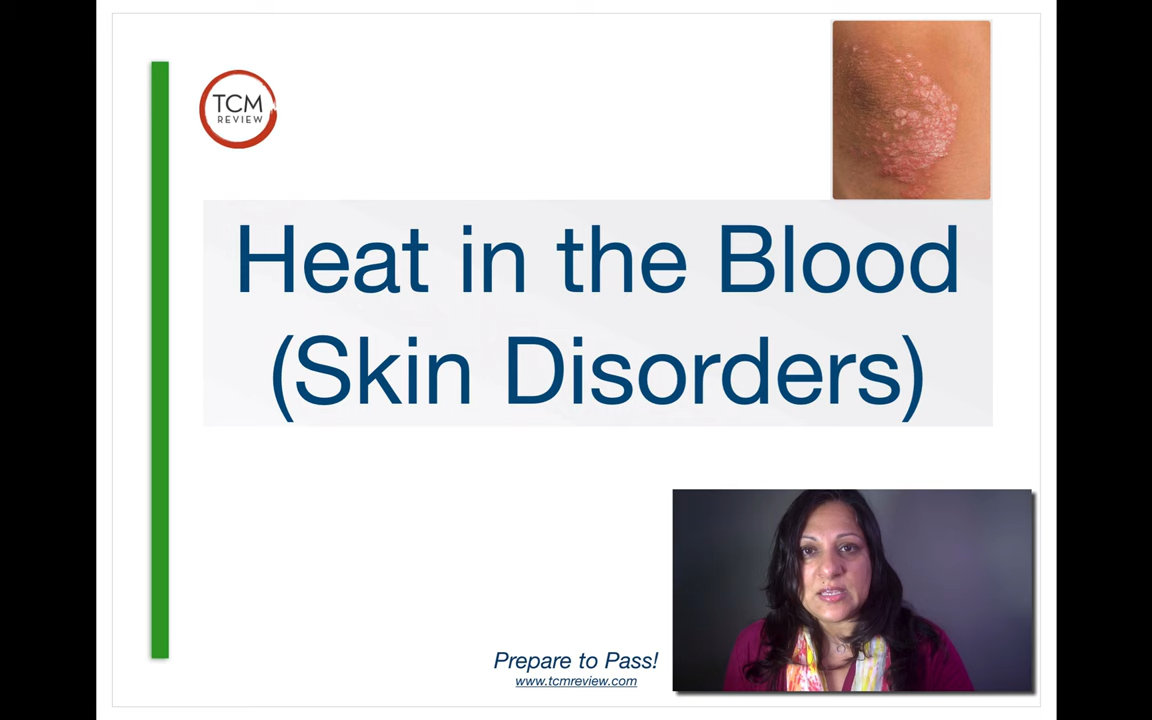 TCM
REVIEW
Heat in the Blood
(Skin Disorders)
Prepare to Pass!
www.tcmreview.com